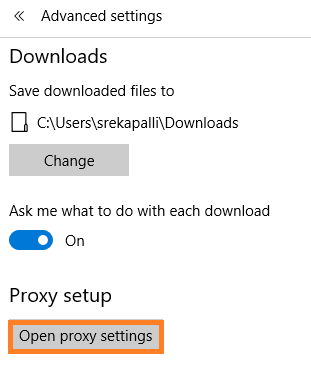 Advanced settings
Downloads
Save downloaded files to
C:\Users\srekapalli\Downloads
Change
Ask me what to do with each download
On
Proxy setup
Open proxy settings